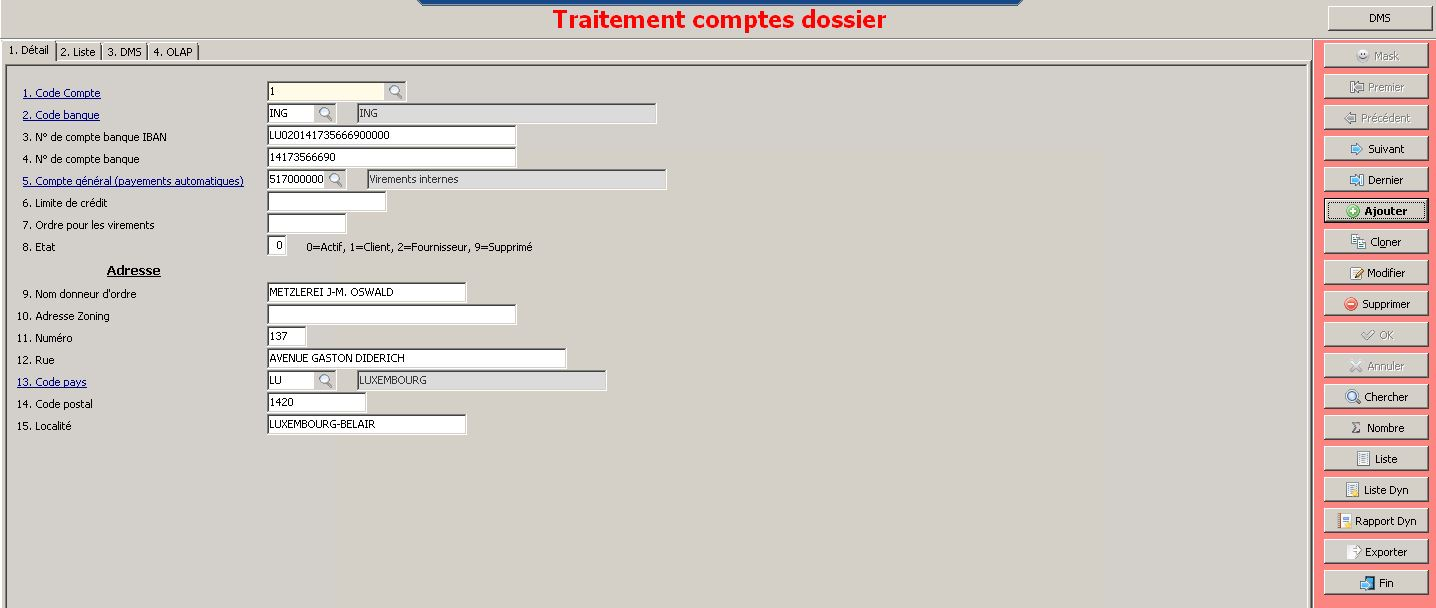 Traitement comptes dossier
DMS
1. Détail 2. Liste 3. DMS 4. OLAP
1. Code Compte 1
2. Code banque ING ING
3. N° de compte banque IBAN LU020141735666900000
4. N° de compte banque 14173566690
5. Compte général (payements automatiques) 517000000 Virements internes
6. Limite de crédit
7. Ordre pour les virements
8. Etat 0 0=Actif, 1=Client, 2=Fournisseur, 9=Supprimé
Adresse
9. Nom donneur d'ordre METZLEREI J-M. OSWALD
10. Adresse Zoning
11. Numéro 137
12. Rue AVENUE GASTON DIDERICH
13. Code pays LU LUXEMBOURG
14. Code postal 1420
15. Localité LUXEMBOURG-BELAIR
Mask
Premier
Précédent
Suivant
Dernier
Ajouter
Cloner
Modifier
Supprimer
OK
Annuler
Chercher
Nombre
Liste
Liste Dyn
Rapport Dyn
Exporter
Fin